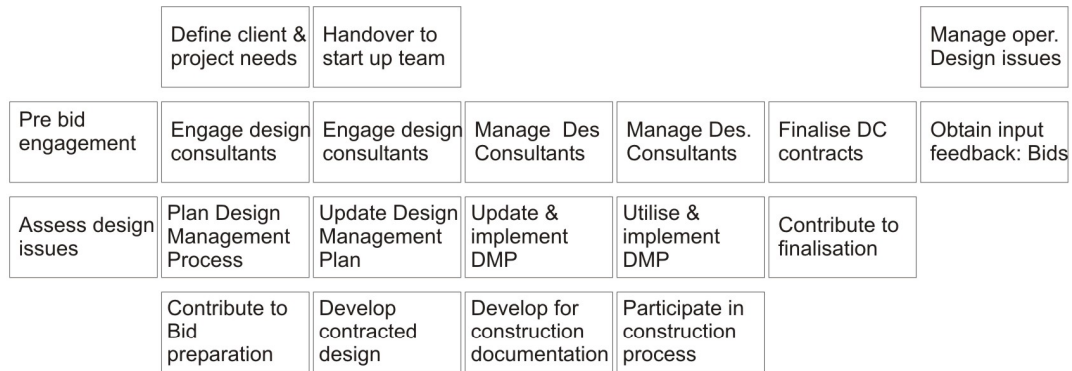 Define client &
project needs
Handover to
start up team
Manage oper.
Design issues
Pre bid
engagement
Engage design
consultants
Engage design
consultants
Manage Des
Consultants
Manage Des.
Consultants
Finalise DC
contracts
Obtain input
feedback: Bids
Assess design
issues
Plan Design
Management
Process
Update Design
Management
Plan
Update &
implement
DMP
Utilise &
implement
DMP
Contribute to
finalisation
Contribute to
Bid
preparation
Develop
contracted
design
Develop for
construction
documentation
Participate in
construction
process